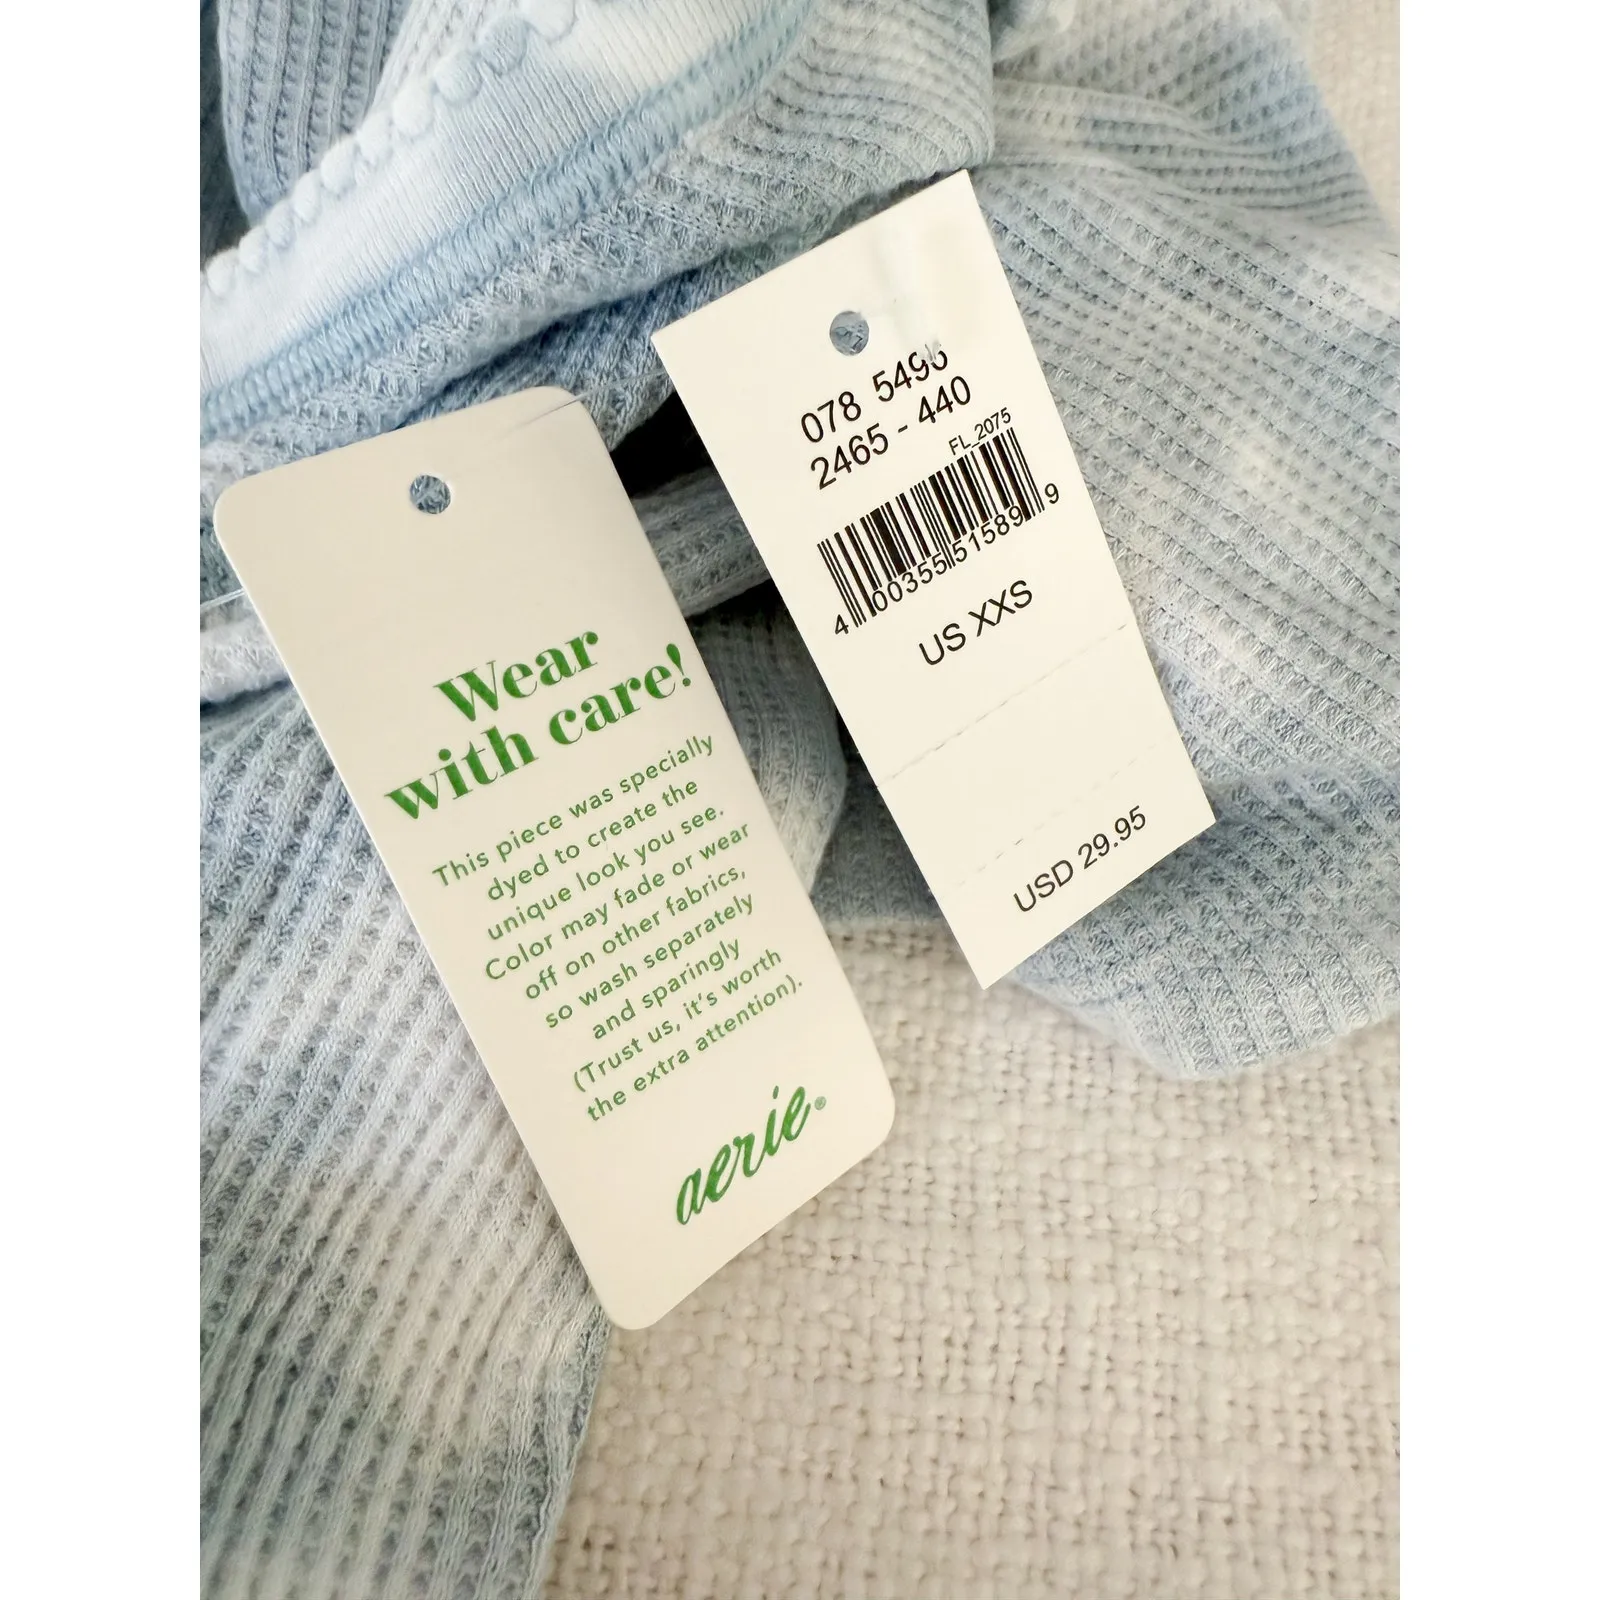 Wear
with care!
This piece was specially
dyed to create the
unique look you see.
Color may fade or wear
off on other fabrics,
so wash separately
and sparingly
(Trust us, it's worth
the extra attention).
aerie®
078
2465 - 440
FL_2075
4 00355 51589 9
US XXS
USD 29.95